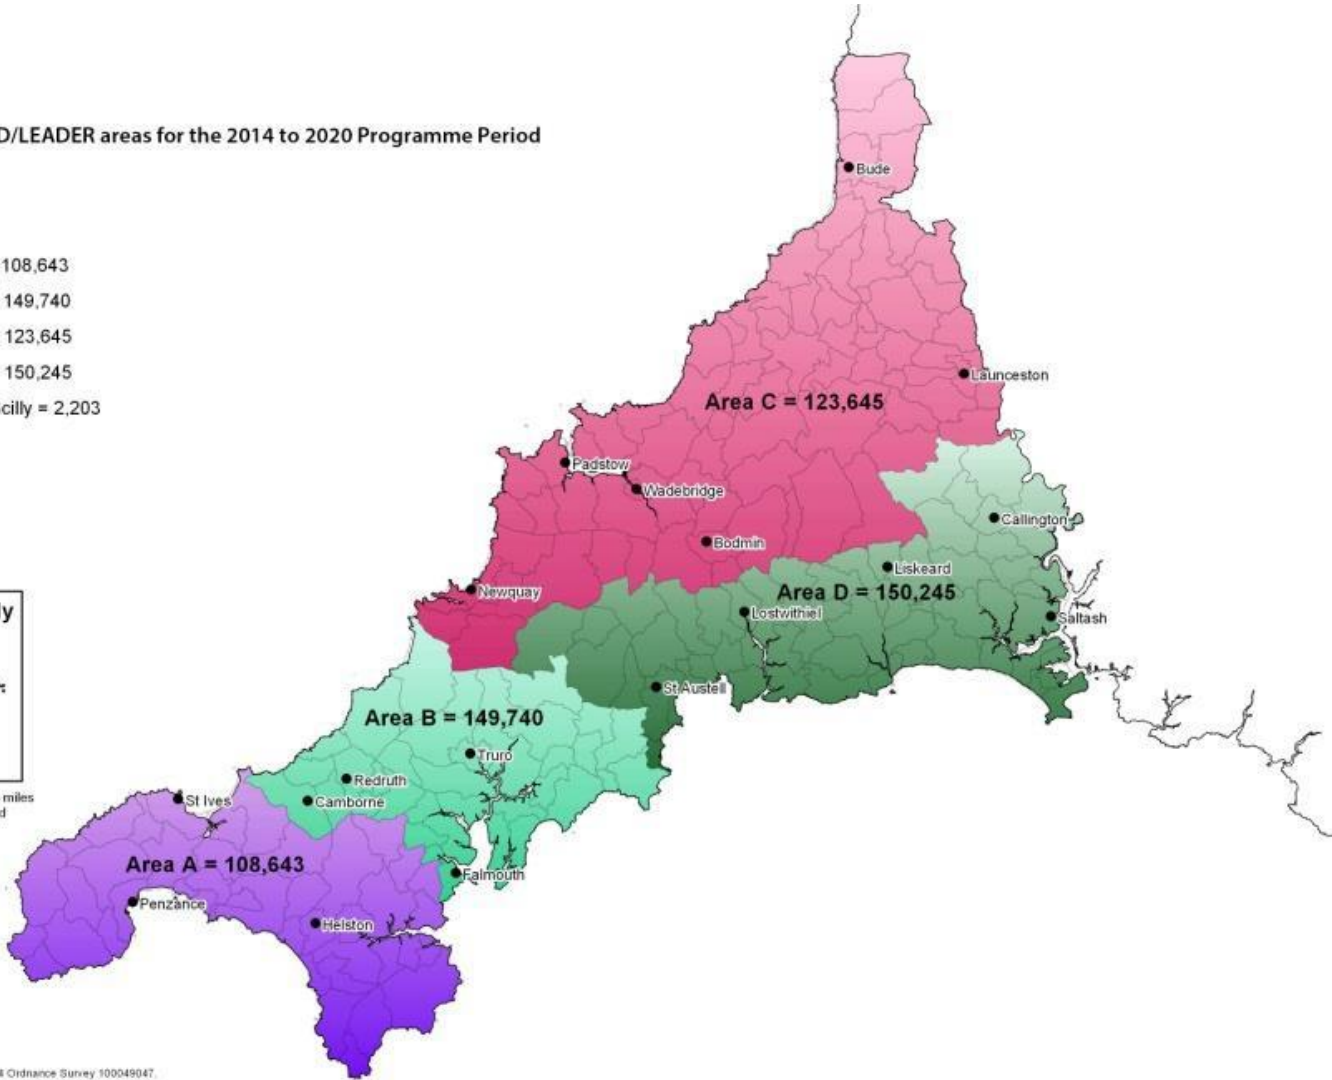 D/LEADER areas for the 2014 to 2020 Programme Period
108,643
149,740
123,645
150,245
cilly = 2,203
Bude
Launceston
Area C = 123,645
Padstow
Wadebridge
Callington
Bodmin
Liskeard
Newquay
Area D = 150,245
Lostwithiel
Saltash
ly
St Austell
Area B = 149,740
Truro
Redruth
miles
St Ives
Camborne
d
Area A = 108,643
Falmouth
Penzance
Helston
Ordnance Survey 100049047.